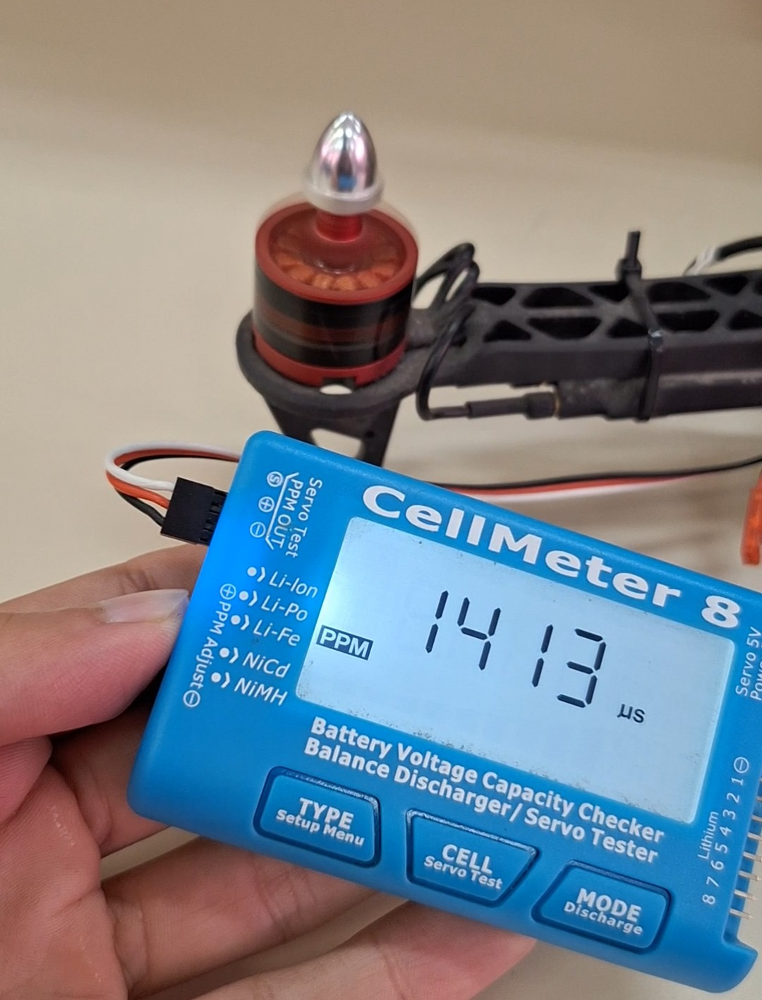 CellMeter 8
Servo Test
PPM OUT
S ⊕ ⊖
Li-Ion
Li-Po
Li-Fe
NiCd
NiMH
⊕ PPM Adjust ⊖
PPM
1413
μs
Servo 5V
Battery Voltage Capacity Checker
Balance Discharger/ Servo Tester
TYPE
Setup Menu
CELL
Servo Test
MODE
Discharge
Lithium
8 7 6 5 4 3 2 1 ⊖